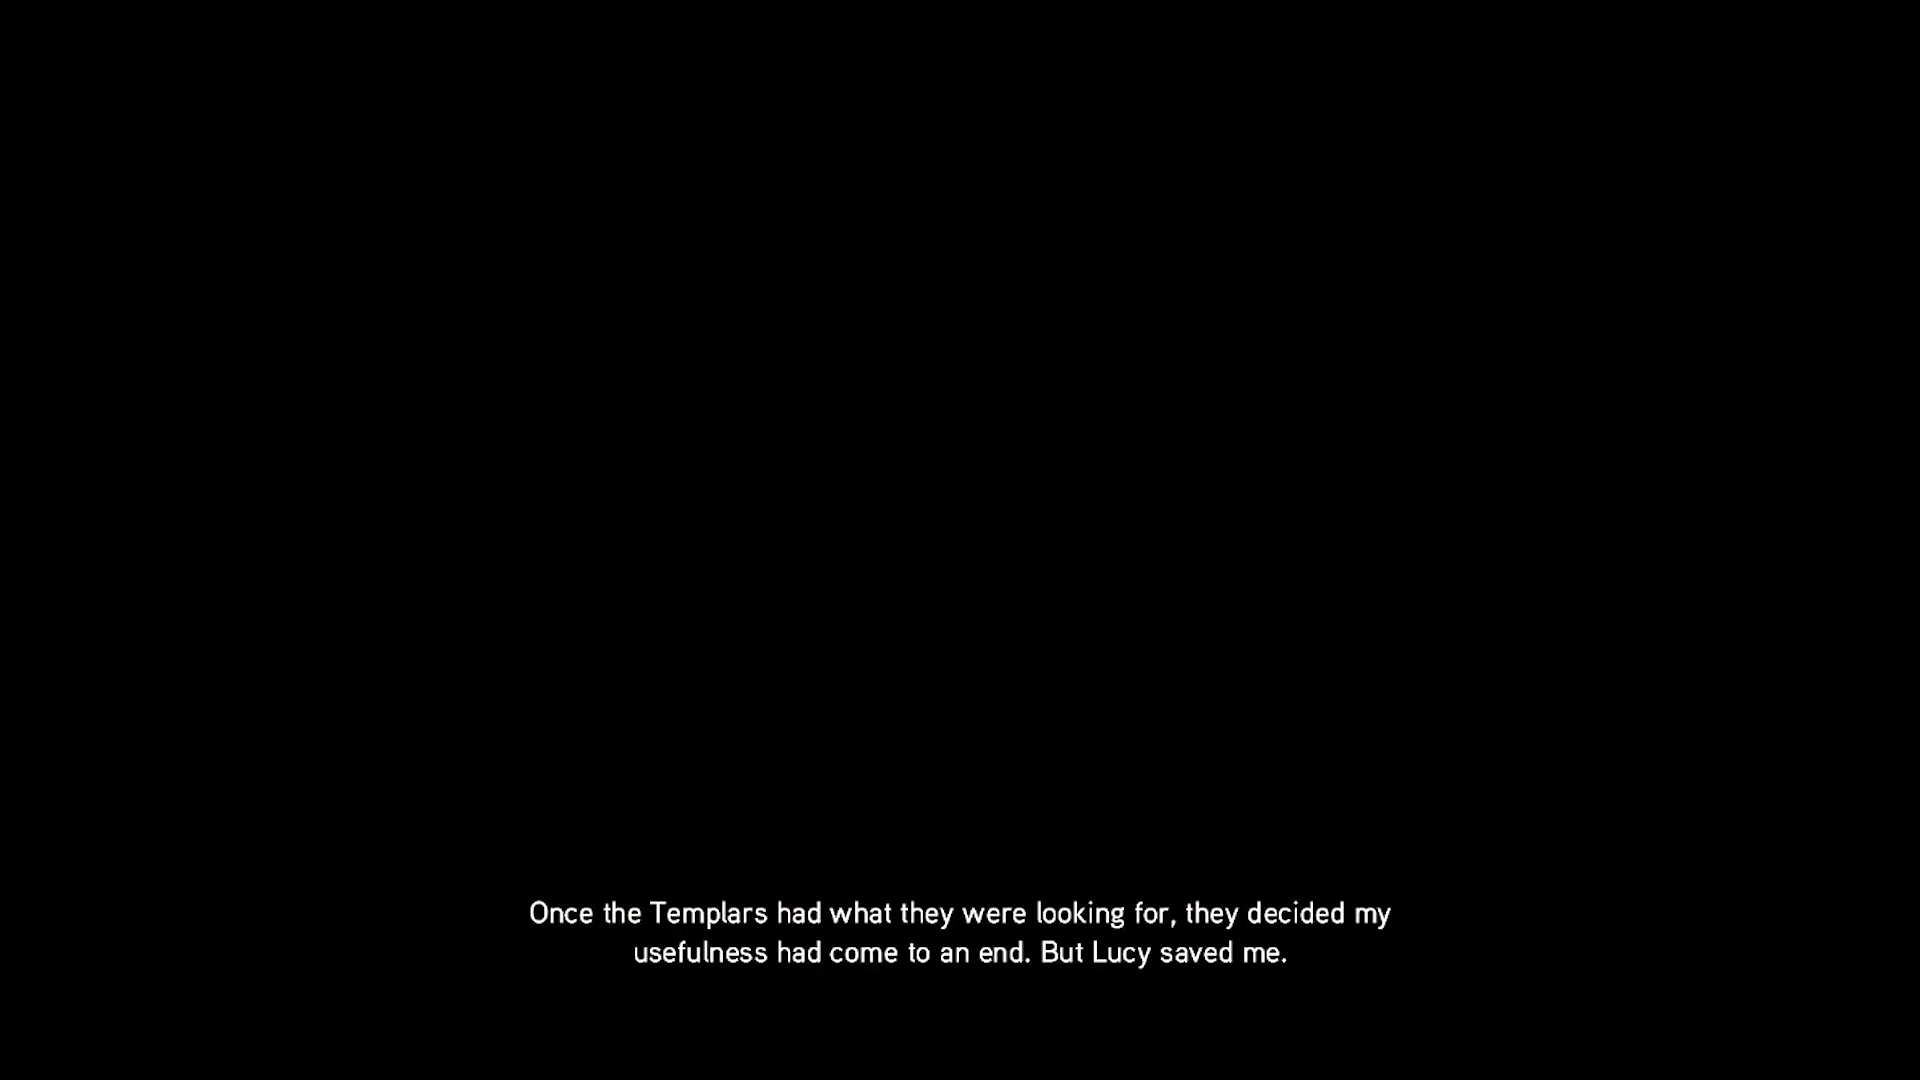 Once the Templars had what they were looking for, they decided my
usefulness had come to an end. But Lucy saved me.